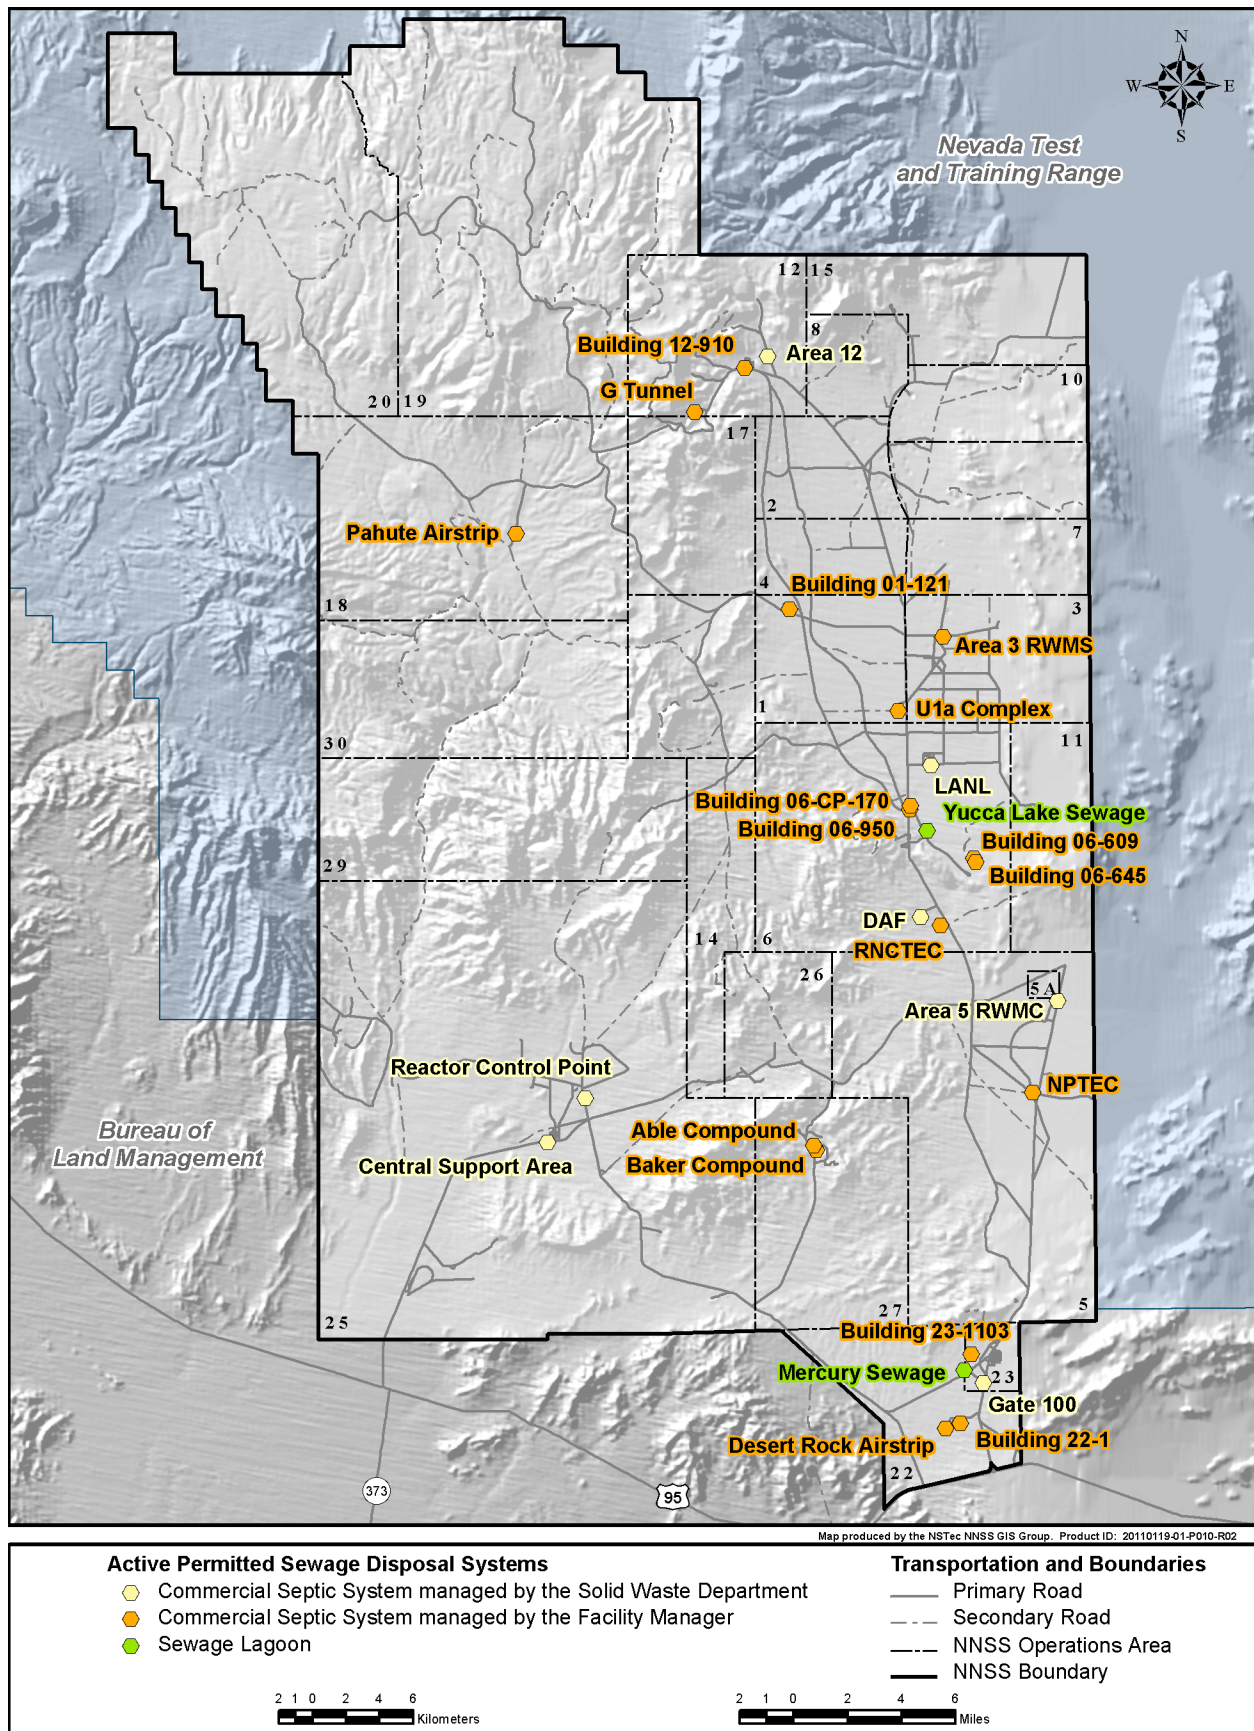 N
W
E
S
Nevada Test
and Training Range
12
15
8
Building 12-910
Area 12
10
G Tunnel
20
19
17
2
7
Pahute Airstrip
4
Building 01-121
18
3
Area 3 RWMS
1
U1a Complex
30
11
LANL
Building 06-CP-170
Yucca Lake Sewage
Building 06-950
Building 06-609
29
Building 06-645
DAF
14
6
RNCTEC
26
5A
Area 5 RWMC
Reactor Control Point
NPTEC
Bureau of
Land Management
Able Compound
Central Support Area
Baker Compound
25
27
5
Building 23-1103
Mercury Sewage
23
Gate 100
Desert Rock Airstrip
Building 22-1
22
373
95
Map produced by the NSTec NNSS GIS Group. Product ID: 20110119-01-P010-R02
Active Permitted Sewage Disposal Systems
Commercial Septic System managed by the Solid Waste Department
Commercial Septic System managed by the Facility Manager
Sewage Lagoon
Transportation and Boundaries
Primary Road
Secondary Road
NNSS Operations Area
NNSS Boundary
2 1 0 2 4 6
Kilometers
2 1 0 2 4 6
Miles